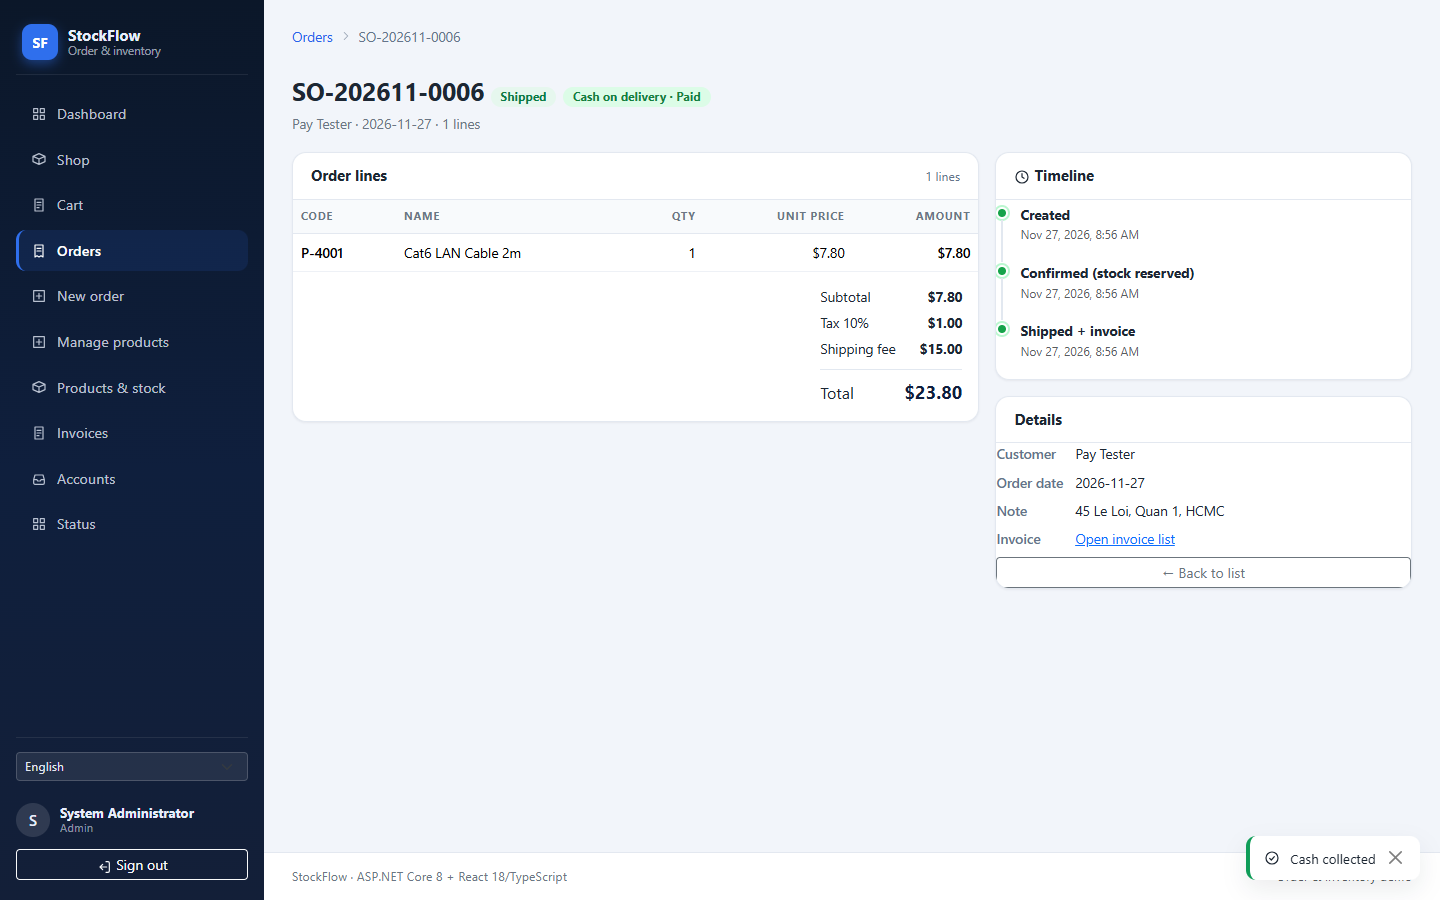 SF
StockFlow
Order & inventory
Dashboard
Shop
Cart
Orders
New order
Manage products
Products & stock
Invoices
Accounts
Status
English
S
System Administrator
Admin
Sign out
Orders > SO-202611-0006
SO-202611-0006 Shipped Cash on delivery · Paid
Pay Tester · 2026-11-27 · 1 lines
Order lines 1 lines
CODE NAME QTY UNIT PRICE AMOUNT
P-4001 Cat6 LAN Cable 2m 1 $7.80 $7.80
Subtotal $7.80
Tax 10% $1.00
Shipping fee $15.00
Total $23.80
Timeline
Created
Nov 27, 2026, 8:56 AM
Confirmed (stock reserved)
Nov 27, 2026, 8:56 AM
Shipped + invoice
Nov 27, 2026, 8:56 AM
Details
Customer Pay Tester
Order date 2026-11-27
Note 45 Le Loi, Quan 1, HCMC
Invoice Open invoice list
← Back to list
Cash collected
StockFlow · ASP.NET Core 8 + React 18/TypeScript